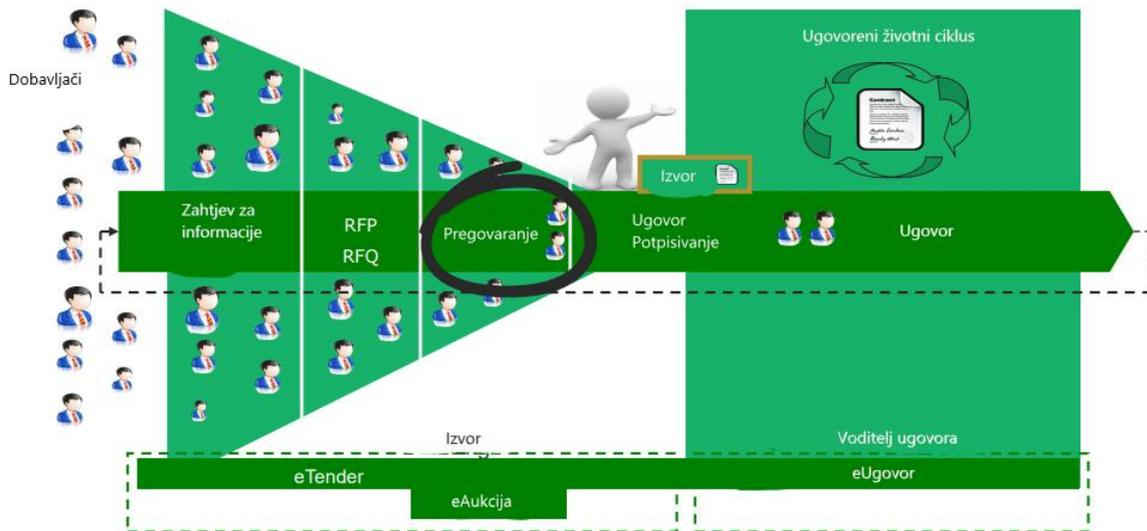 Ugovoreni životni ciklus
Dobavljači
Contract
Izvor
Zahtjev za
informacije
RFP
RFQ
Pregovaranje
Ugovor
Potpisivanje
Ugovor
Izvor
Voditelj ugovora
eTender
eUgovor
eAukcija